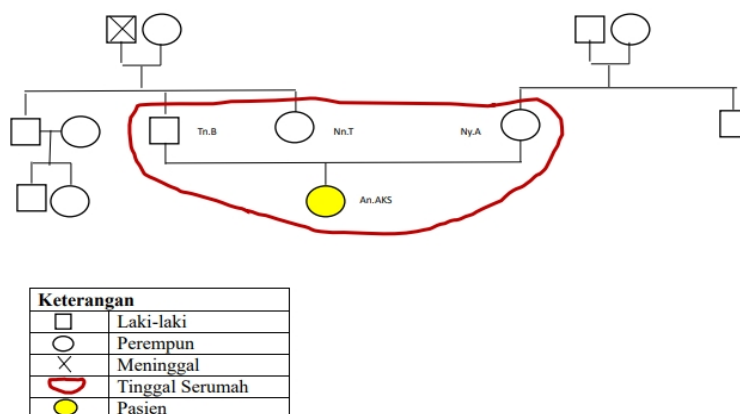 Tn.B
Nn.T
Ny.A
An.AKS
Keterangan
Laki-laki
Perempun
Meninggal
Tinggal Serumah
Pasien